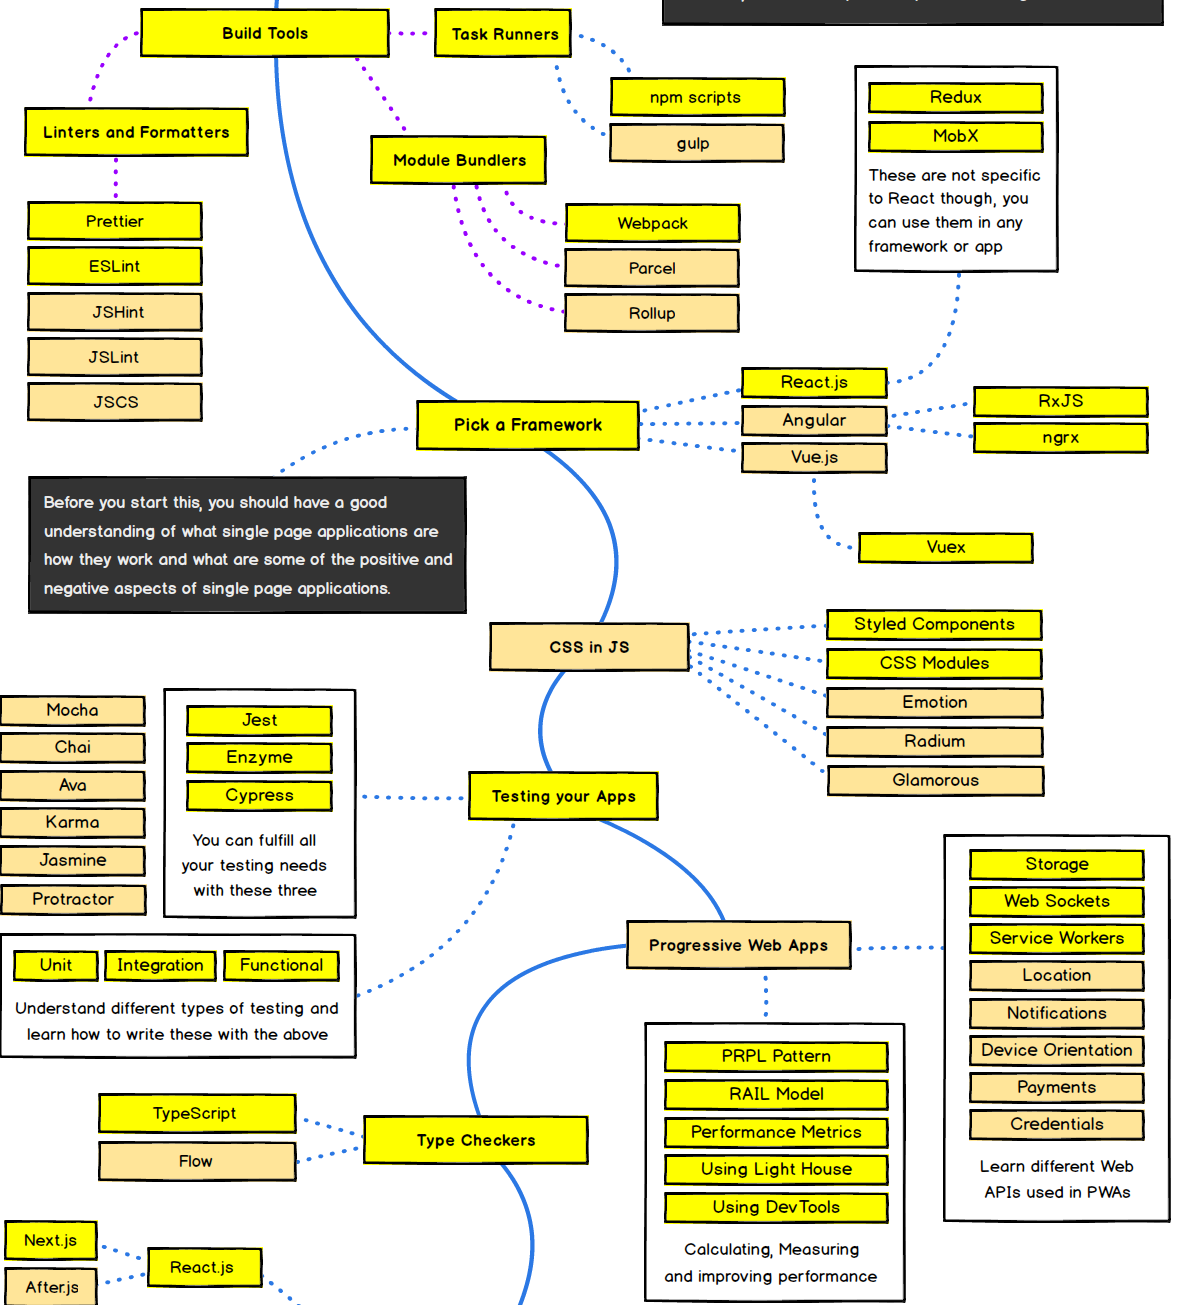 Build Tools
Task Runners
npm scripts
gulp
Linters and Formatters
Module Bundlers
Prettier
ESLint
JSHint
JSLint
JSCS
Webpack
Parcel
Rollup
Redux
MobX
These are not specific
to React though, you
can use them in any
framework or app
Pick a Framework
React.js
Angular
Vue.js
RxJS
ngrx
Vuex
Before you start this, you should have a good
understanding of what single page applications are
how they work and what are some of the positive and
negative aspects of single page applications.
CSS in JS
Styled Components
CSS Modules
Emotion
Radium
Glamorous
Mocha
Chai
Ava
Karma
Jasmine
Protractor
Jest
Enzyme
Cypress
You can fulfill all
your testing needs
with these three
Testing your Apps
Unit
Integration
Functional
Understand different types of testing and
learn how to write these with the above
Progressive Web Apps
Storage
Web Sockets
Service Workers
Location
Notifications
Device Orientation
Payments
Credentials
Learn different Web
APIs used in PWAs
PRPL Pattern
RAIL Model
Performance Metrics
Using Light House
Using DevTools
Calculating, Measuring
and improving performance
Type Checkers
TypeScript
Flow
Next.js
After.js
React.js